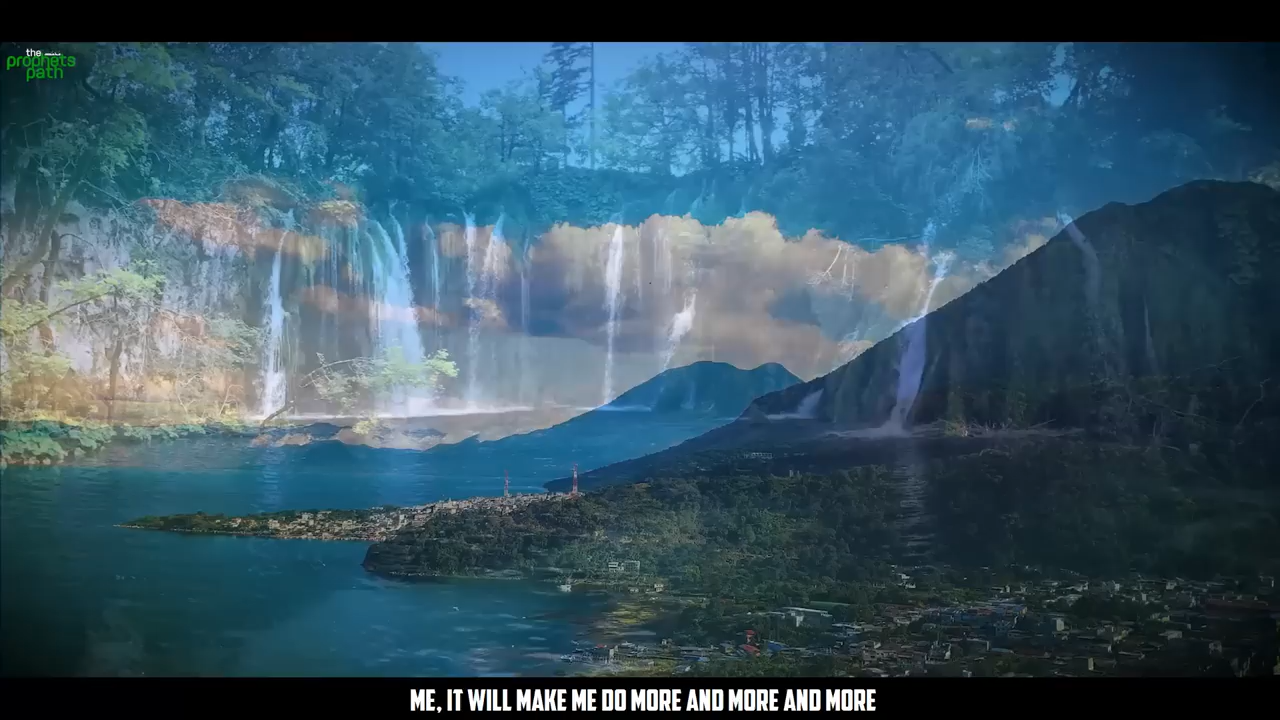 the
prophets
path
ME, IT WILL MAKE ME DO MORE AND MORE AND MORE